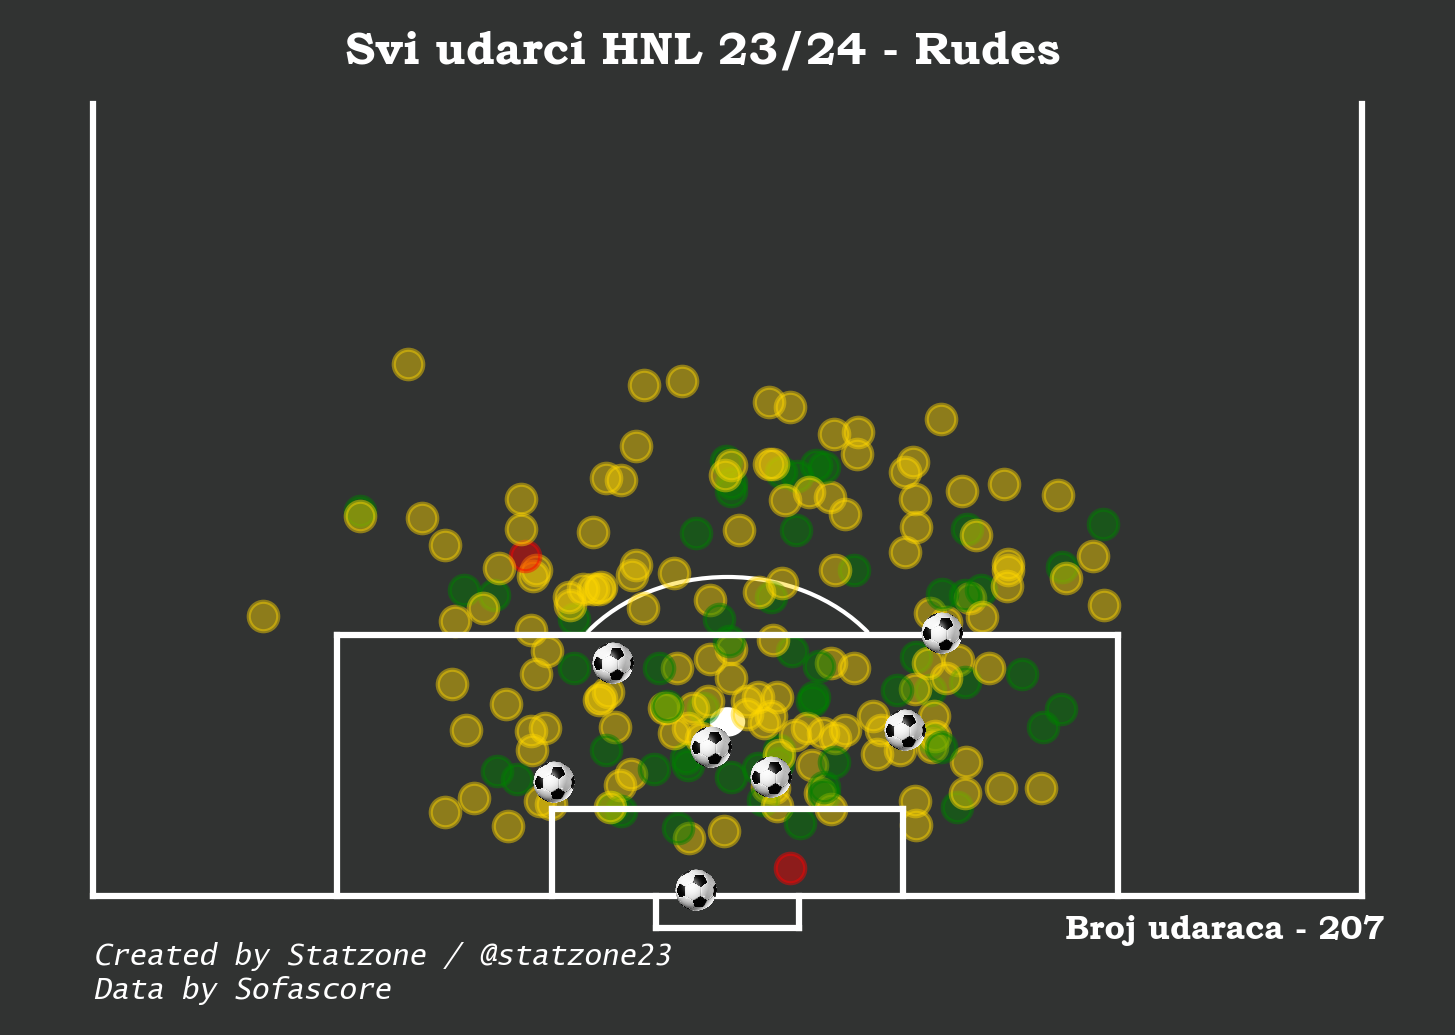 Svi udarci HNL 23/24 - Rudes
Broj udaraca - 207
Created by Statzone / @statzone23
Data by Sofascore